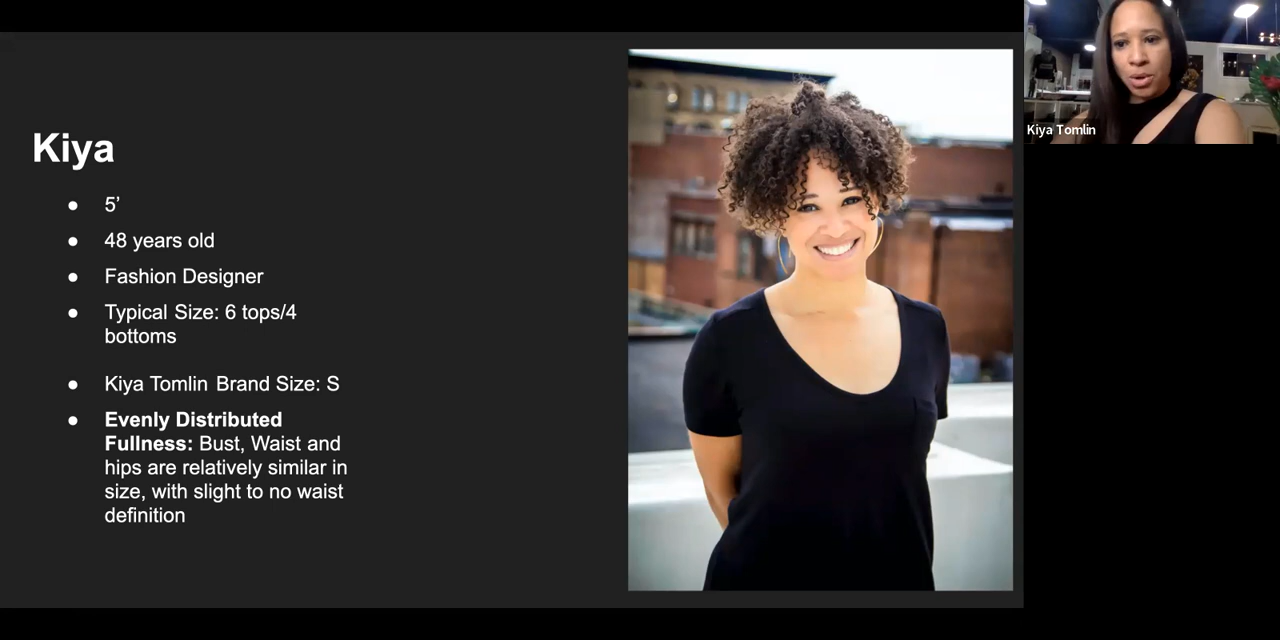 Kiya
● 5’
● 48 years old
● Fashion Designer
● Typical Size: 6 tops/4
bottoms
● Kiya Tomlin Brand Size: S
● Evenly Distributed
Fullness: Bust, Waist and
hips are relatively similar in
size, with slight to no waist
definition
Kiya Tomlin